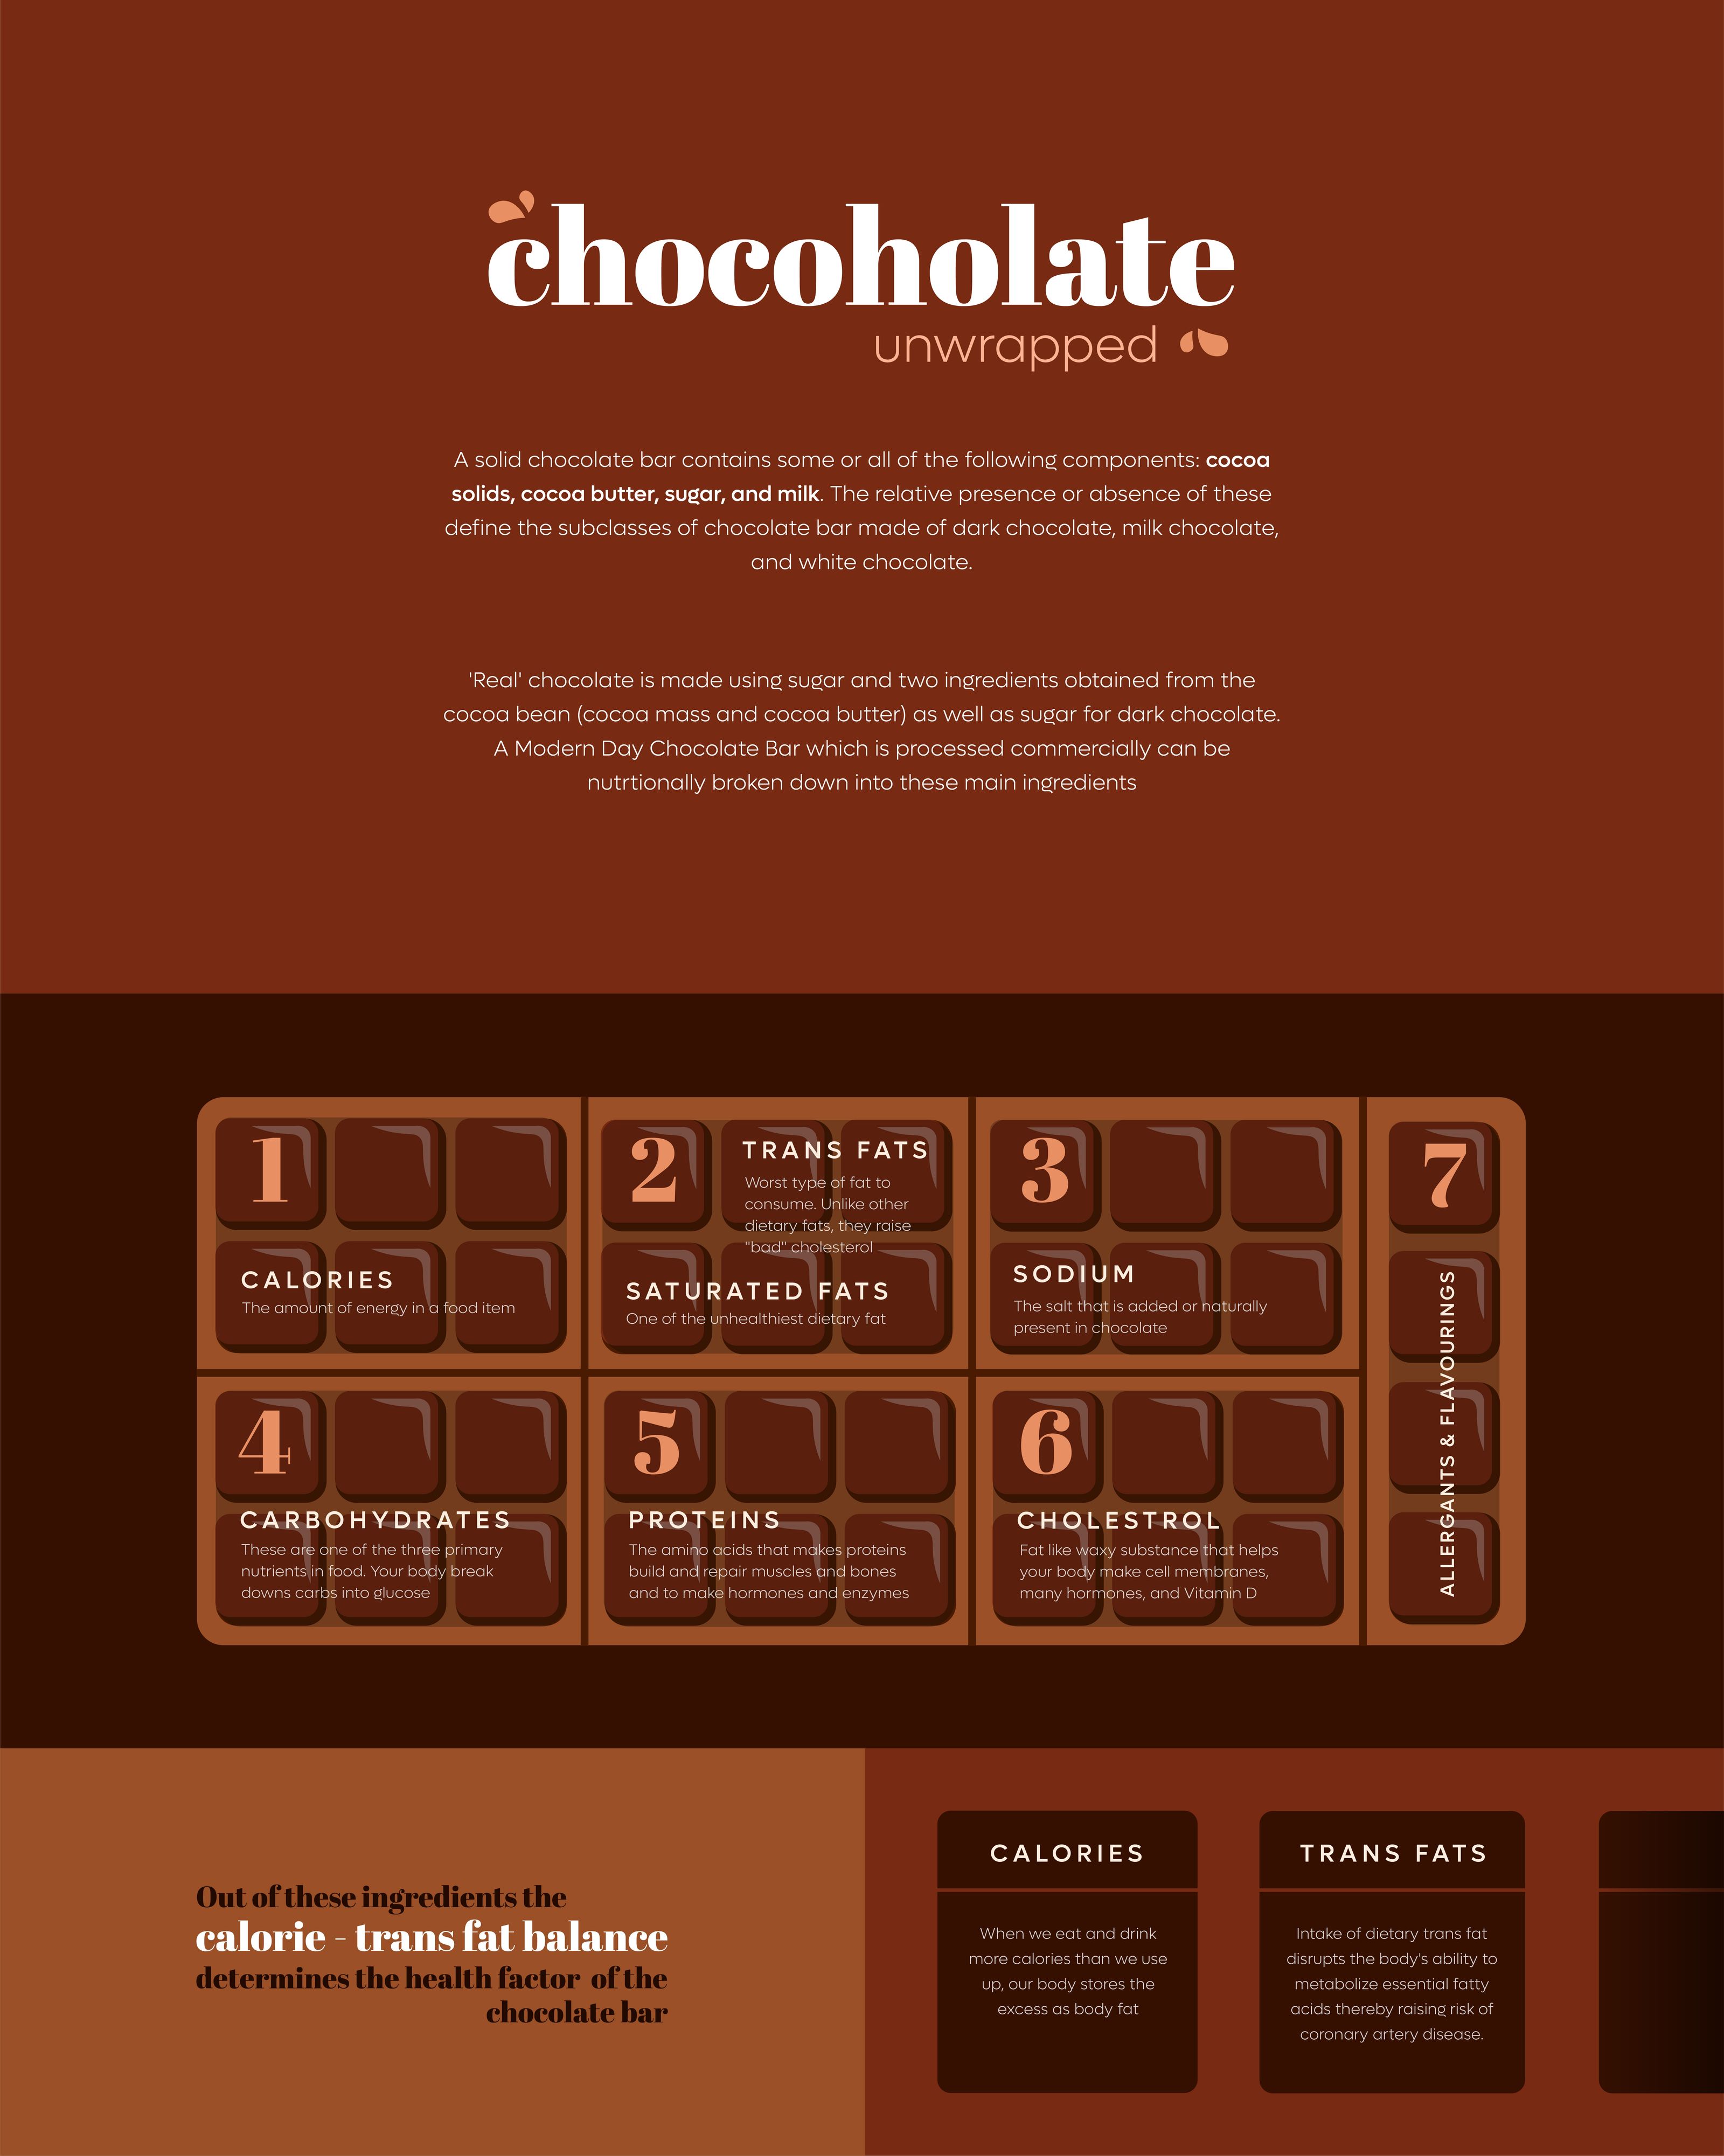 chocoholate
unwrapped
A solid chocolate bar contains some or all of the following components: cocoa
solids, cocoa butter, sugar, and milk. The relative presence or absence of these
define the subclasses of chocolate bar made of dark chocolate, milk chocolate,
and white chocolate.
'Real' chocolate is made using sugar and two ingredients obtained from the
cocoa bean (cocoa mass and cocoa butter) as well as sugar for dark chocolate.
A Modern Day Chocolate Bar which is processed commercially can be
nutrtionally broken down into these main ingredients
1
CALORIES
The amount of energy in a food item
2
TRANS FATS
Worst type of fat to
consume. Unlike other
dietary fats, they raise
"bad" cholesterol
SATURATED FATS
One of the unhealthiest dietary fat
3
SODIUM
The salt that is added or naturally
present in chocolate
4
CARBOHYDRATES
These are one of the three primary
nutrients in food. Your body break
downs carbs into glucose
5
PROTEINS
The amino acids that makes proteins
build and repair muscles and bones
and to make hormones and enzymes
6
CHOLESTROL
Fat like waxy substance that helps
your body make cell membranes,
many hormones, and Vitamin D
7
ALLERGANTS & FLAVOURINGS
Out of these ingredients the
calorie - trans fat balance
determines the health factor of the
chocolate bar
CALORIES
When we eat and drink
more calories than we use
up, our body stores the
excess as body fat
TRANS FATS
Intake of dietary trans fat
disrupts the body's ability to
metabolize essential fatty
acids thereby raising risk of
coronary artery disease.